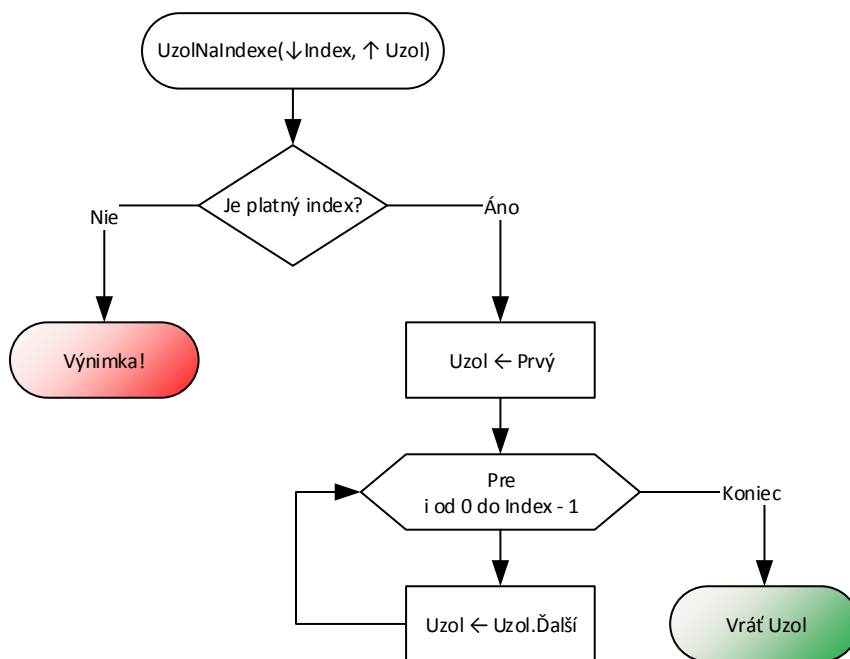 UzolNaIndexe(↓Index, ↑ Uzol)
Je platný index?
Nie
Áno
Výnimka!
Uzol ← Prvý
Pre
i od 0 do Index - 1
Koniec
Uzol ← Uzol.Ďalší
Vráť Uzol